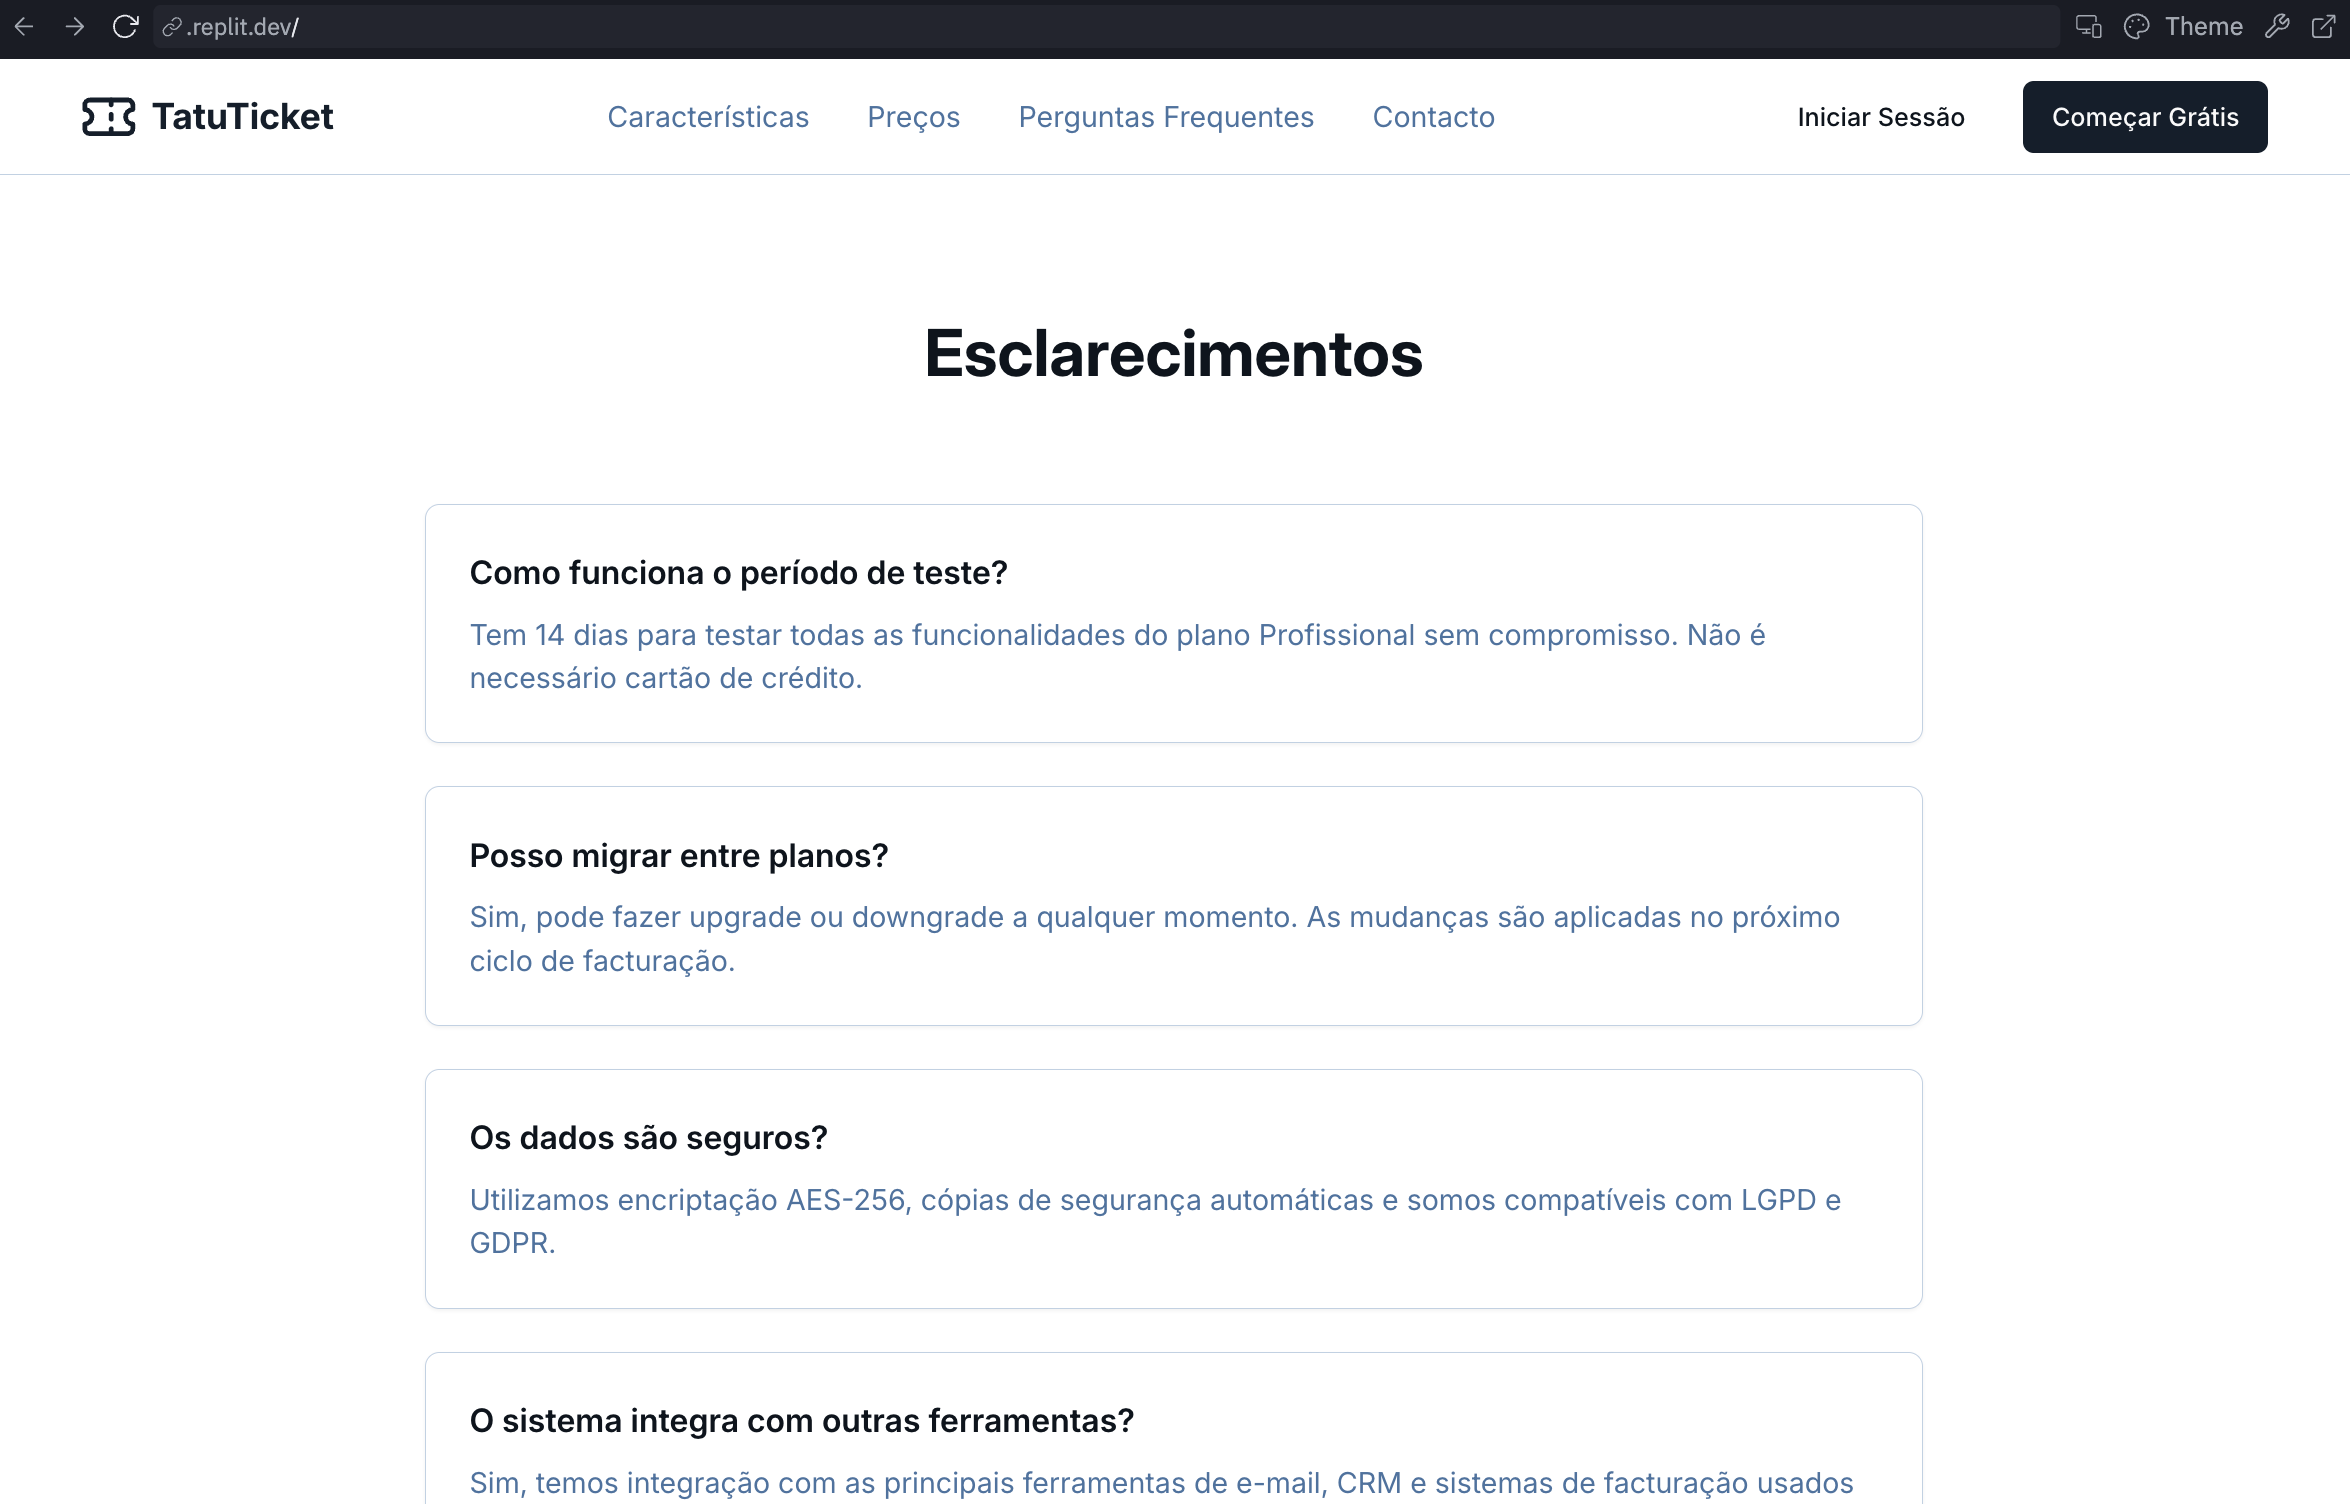 .replit.dev/
Theme
TatuTicket
Características
Preços
Perguntas Frequentes
Contacto
Iniciar Sessão
Começar Grátis
Esclarecimentos
Como funciona o período de teste?
Tem 14 dias para testar todas as funcionalidades do plano Profissional sem compromisso. Não é
necessário cartão de crédito.
Posso migrar entre planos?
Sim, pode fazer upgrade ou downgrade a qualquer momento. As mudanças são aplicadas no próximo
ciclo de facturação.
Os dados são seguros?
Utilizamos encriptação AES-256, cópias de segurança automáticas e somos compatíveis com LGPD e
GDPR.
O sistema integra com outras ferramentas?
Sim, temos integração com as principais ferramentas de e-mail, CRM e sistemas de facturação usados